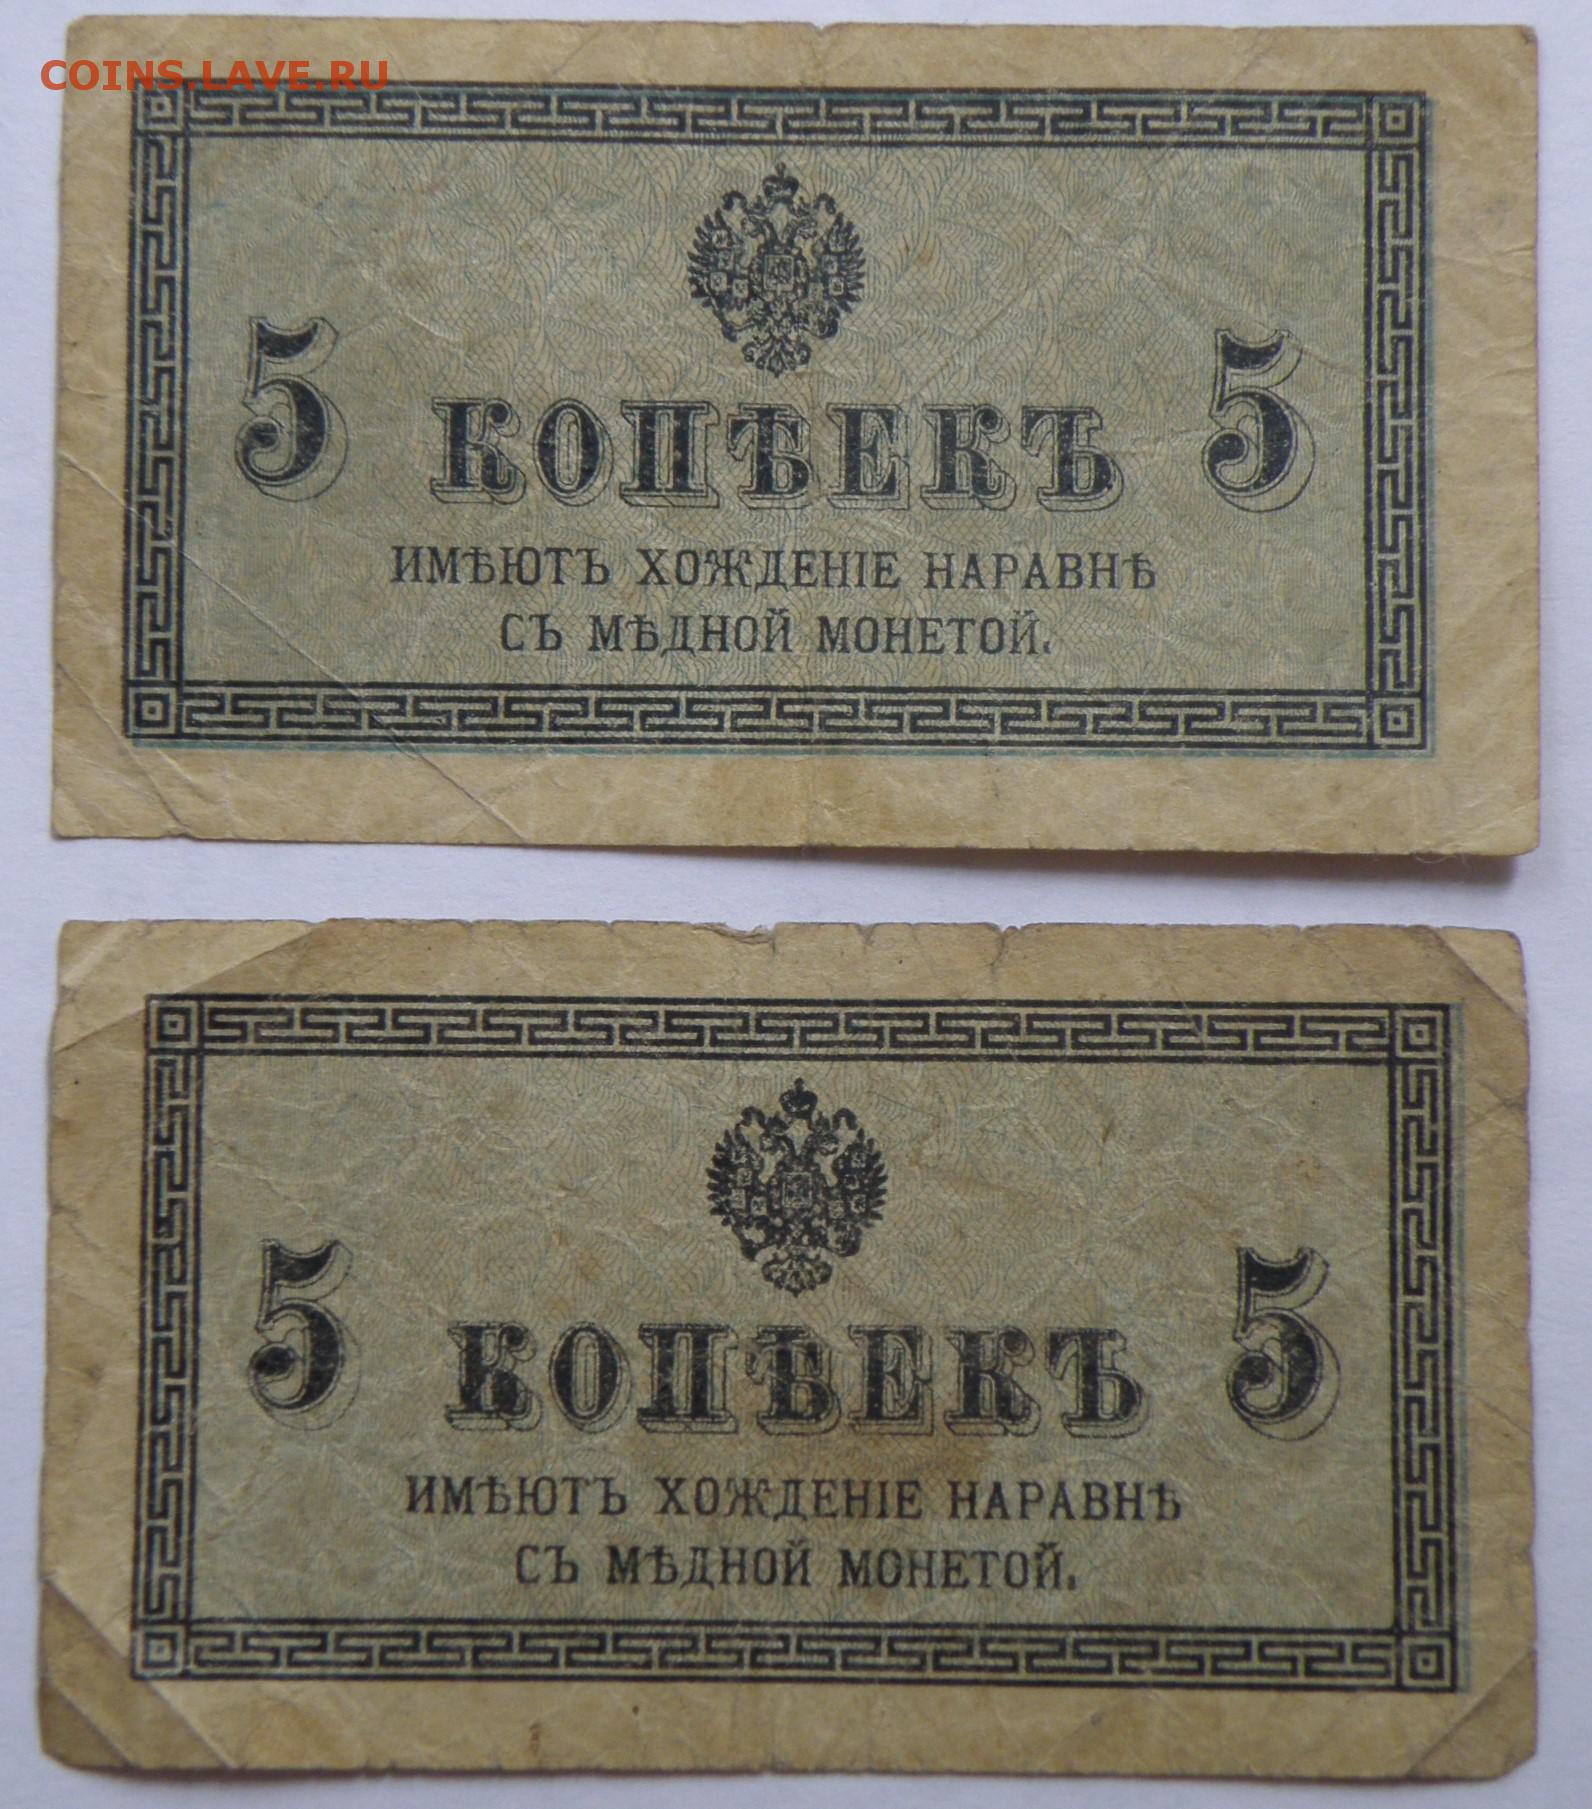 COINS.LAVE.RU
5 КОПѢЕКЪ 5
ИМѢЮТЪ ХОЖДЕНІЕ НАРАВНѢ
СЪ МѢДНОЙ МОНЕТОЙ.
5 КОПѢЕКЪ 5
ИМѢЮТЪ ХОЖДЕНІЕ НАРАВНѢ
СЪ МѢДНОЙ МОНЕТОЙ.